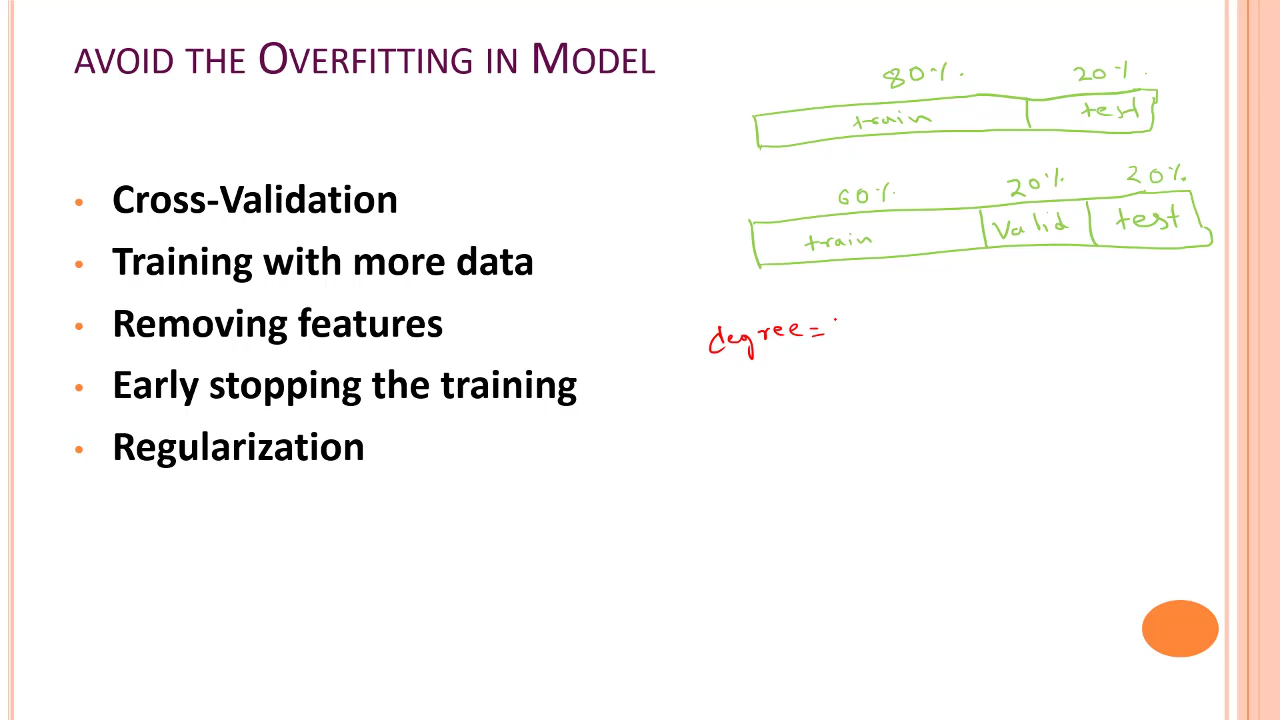 AVOID THE OVERFITTING IN MODEL
• Cross-Validation
• Training with more data
• Removing features
• Early stopping the training
• Regularization
80% 20%
train test
60% 20% 20%
train Valid test
degree=